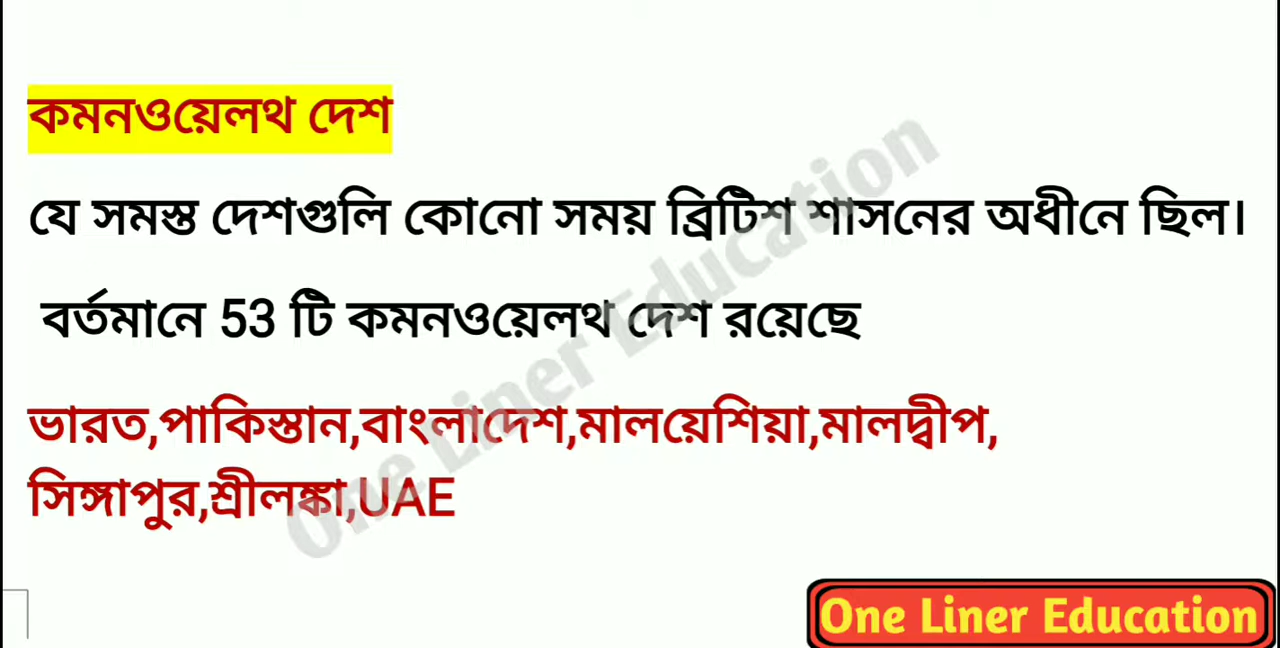 কমনওয়েলথ দেশ
যে সমস্ত দেশগুলি কোনো সময় ব্রিটিশ শাসনের অধীনে ছিল।
বর্তমানে 53 টি কমনওয়েলথ দেশ রয়েছে
ভারত,পাকিস্তান,বাংলাদেশ,মালয়েশিয়া,মালদ্বীপ,
সিঙ্গাপুর,শ্রীলঙ্কা,UAE
One Liner Education
One Liner Education